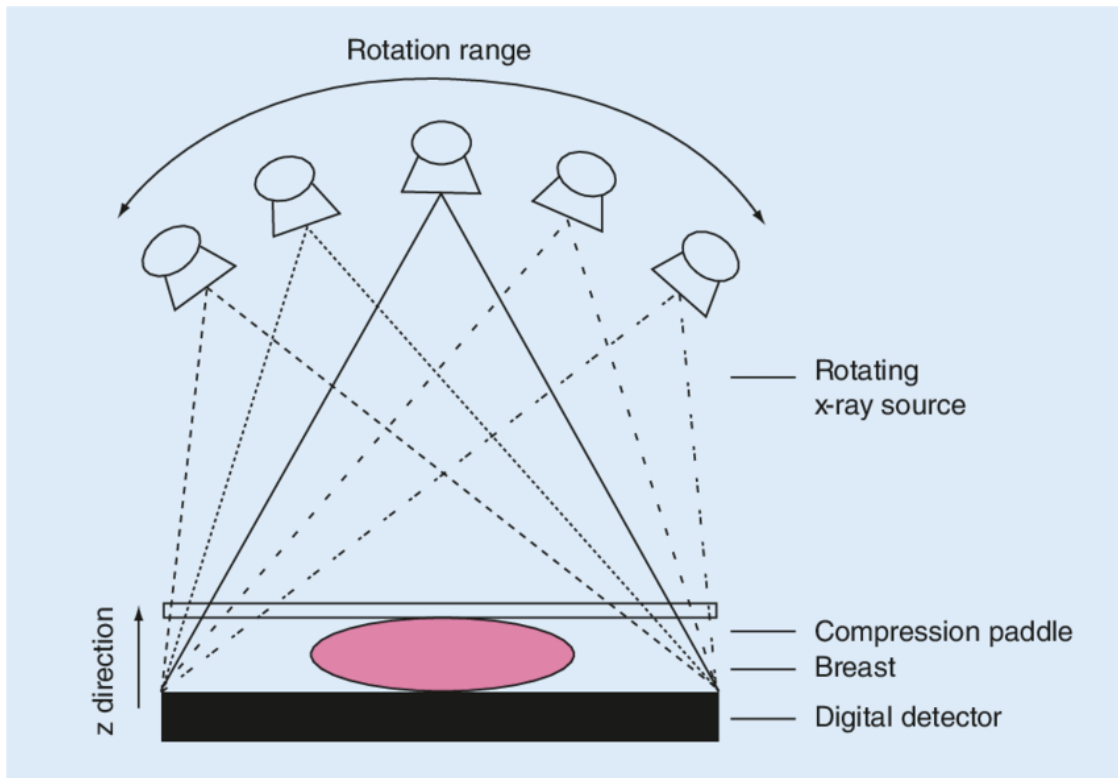 Rotation range
Rotating
x-ray source
z direction
Compression paddle
Breast
Digital detector